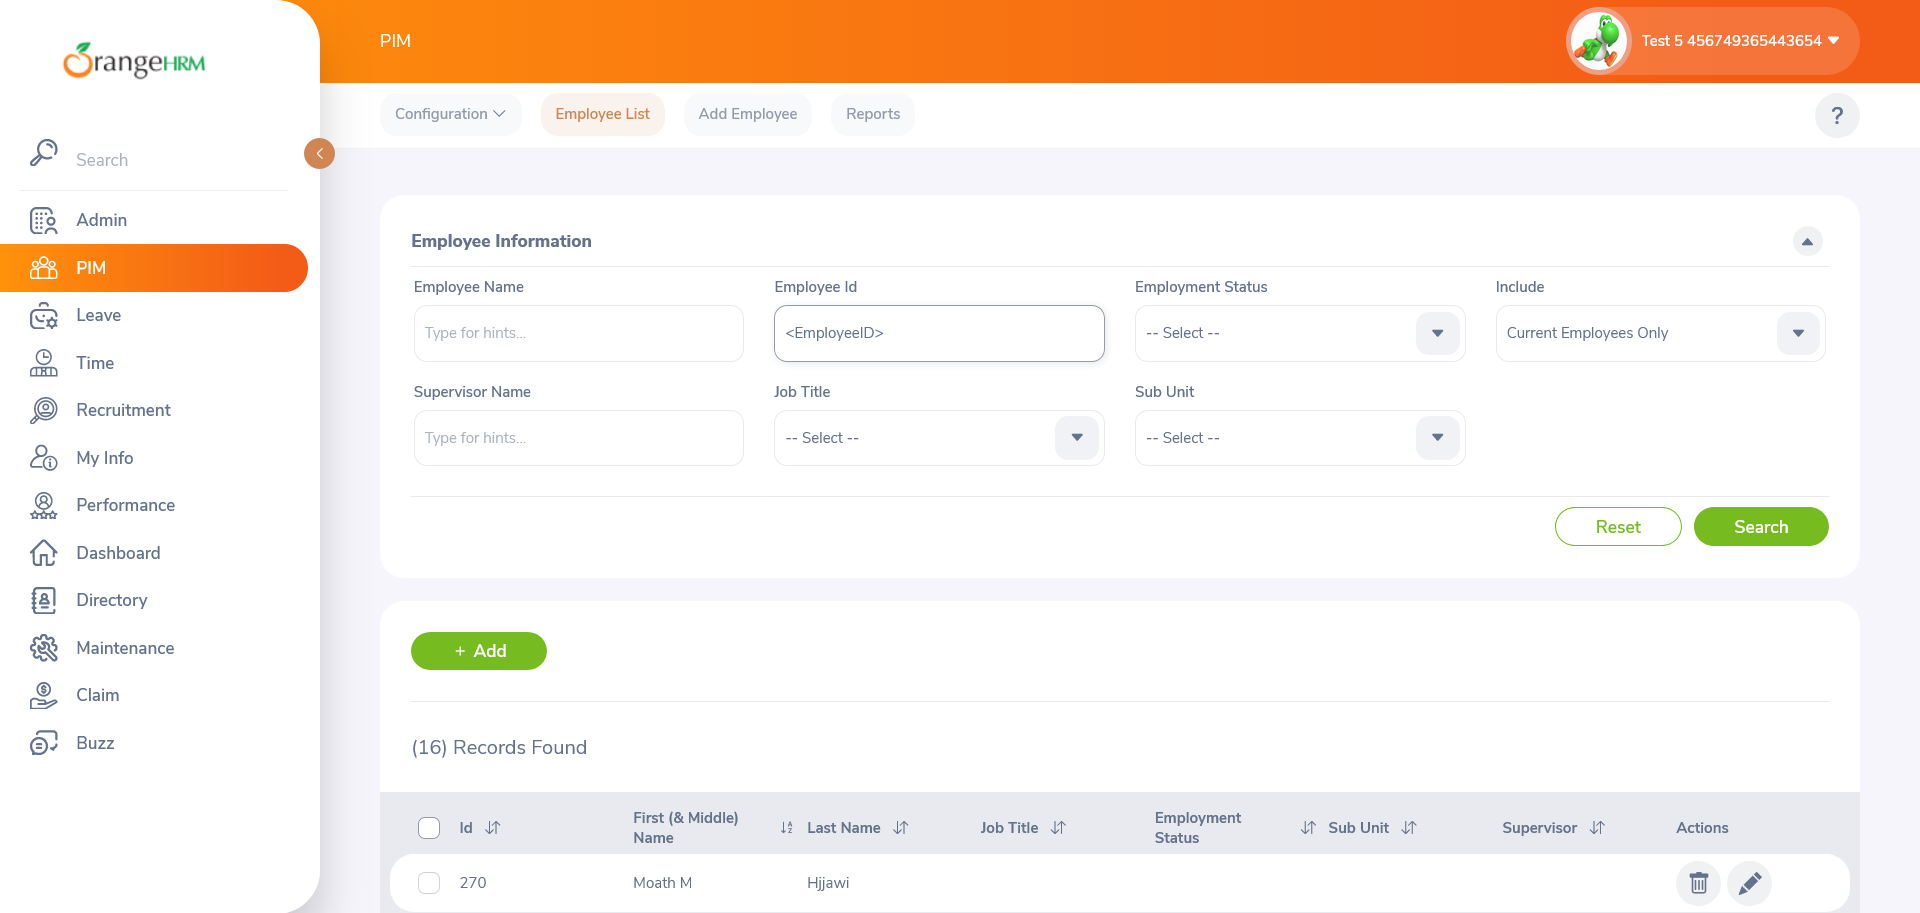 OrangeHRM
PIM
Test 5 456749365443654
Configuration
Employee List
Add Employee
Reports
?
Search
Admin
PIM
Leave
Time
Recruitment
My Info
Performance
Dashboard
Directory
Maintenance
Claim
Buzz
Employee Information
Employee Name
Employee Id
Employment Status
Include
Type for hints...
<EmployeeID>
-- Select --
Current Employees Only
Supervisor Name
Job Title
Sub Unit
Type for hints...
-- Select --
-- Select --
Reset
Search
+ Add
(16) Records Found
Id
First (& Middle)
Name
Last Name
Job Title
Employment
Status
Sub Unit
Supervisor
Actions
270
Moath M
Hjjawi